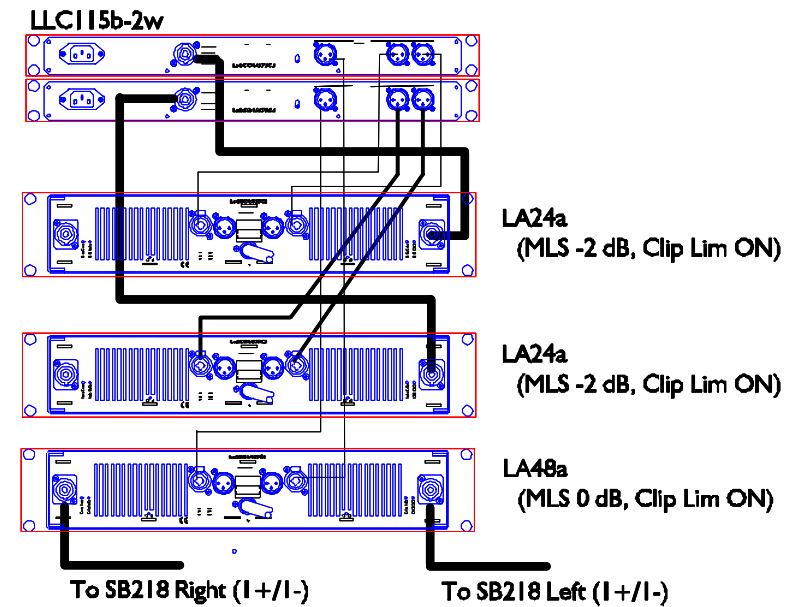 LLC115b-2w
LA24a
(MLS -2 dB, Clip Lim ON)
LA24a
(MLS -2 dB, Clip Lim ON)
LA48a
(MLS 0 dB, Clip Lim ON)
To SB218 Right (1+/1-)
To SB218 Left (1+/1-)